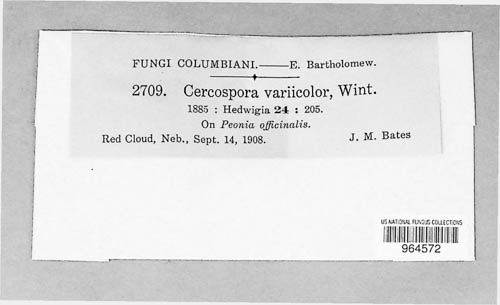 FUNGI COLUMBIANI.——E. Bartholomew.
2709. Cercospora variicolor, Wint.
1885 : Hedwigia 24 : 205.
On Peonia officinalis.
Red Cloud, Neb., Sept. 14, 1908. J. M. Bates
US NATIONAL FUNGUS COLLECTIONS
964572